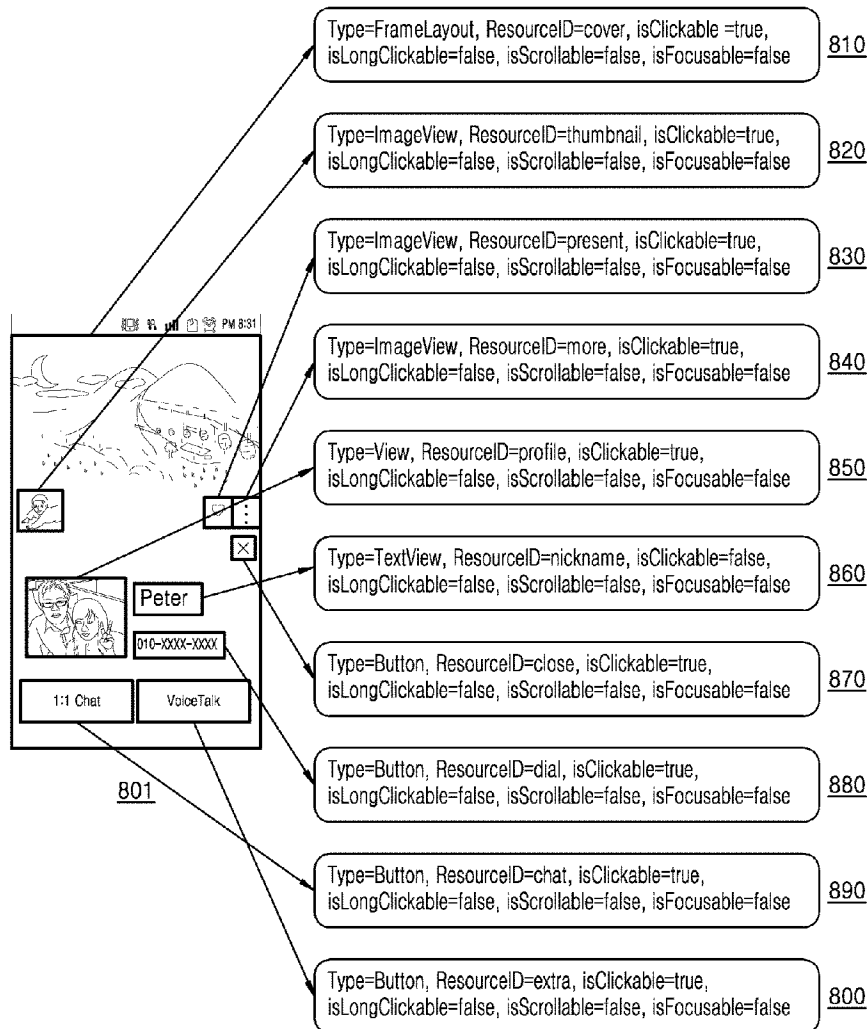 Type=FrameLayout, ResourceID=cover, isClickable =true,
isLongClickable=false, isScrollable=false, isFocusable=false
810
Type=ImageView, ResourceID=thumbnail, isClickable=true,
isLongClickable=false, isScrollable=false, isFocusable=false
820
Type=ImageView, ResourceID=present, isClickable=true,
isLongClickable=false, isScrollable=false, isFocusable=false
830
PM 8:31
Type=ImageView, ResourceID=more, isClickable=true,
isLongClickable=false, isScrollable=false, isFocusable=false
840
Type=View, ResourceID=profile, isClickable=true,
isLongClickable=false, isScrollable=false, isFocusable=false
850
Type=TextView, ResourceID=nickname, isClickable=false,
isLongClickable=false, isScrollable=false, isFocusable=false
860
Peter
010-XXXX-XXXX
Type=Button, ResourceID=close, isClickable=true,
isLongClickable=false, isScrollable=false, isFocusable=false
870
1:1 Chat
VoiceTalk
Type=Button, ResourceID=dial, isClickable=true,
isLongClickable=false, isScrollable=false, isFocusable=false
880
801
Type=Button, ResourceID=chat, isClickable=true,
isLongClickable=false, isScrollable=false, isFocusable=false
890
Type=Button, ResourceID=extra, isClickable=true,
isLongClickable=false, isScrollable=false, isFocusable=false
800